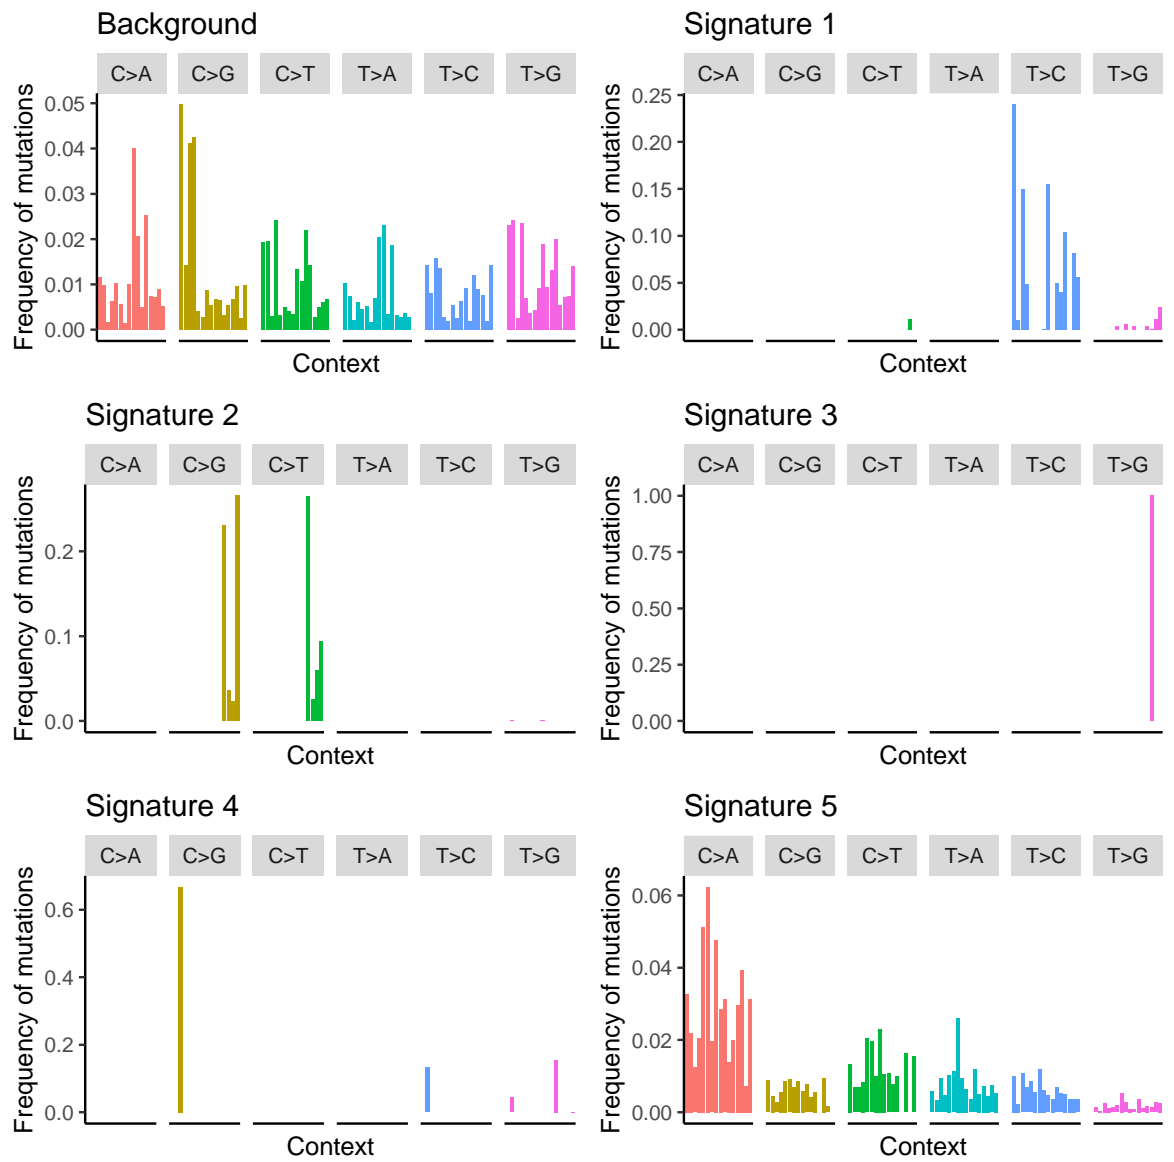 Background
C>A C>G C>T T>A T>C T>G
Frequency of mutations
0.05
0.04
0.03
0.02
0.01
0.00
Context
Signature 1
C>A C>G C>T T>A T>C T>G
Frequency of mutations
0.25
0.20
0.15
0.10
0.05
0.00
Context
Signature 2
C>A C>G C>T T>A T>C T>G
Frequency of mutations
0.2
0.1
0.0
Context
Signature 3
C>A C>G C>T T>A T>C T>G
Frequency of mutations
1.00
0.75
0.50
0.25
0.00
Context
Signature 4
C>A C>G C>T T>A T>C T>G
Frequency of mutations
0.6
0.4
0.2
0.0
Context
Signature 5
C>A C>G C>T T>A T>C T>G
Frequency of mutations
0.06
0.04
0.02
0.00
Context